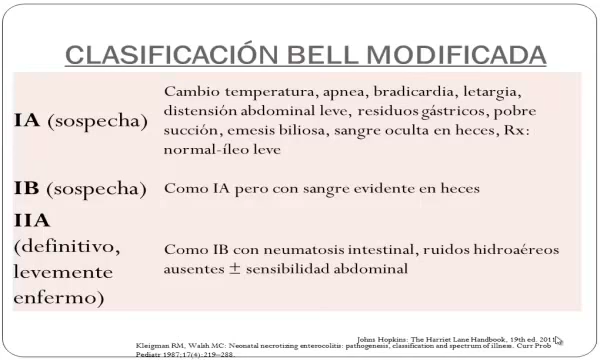 CLASIFICACIÓN BELL MODIFICADA
IA (sospecha)
Cambio temperatura, apnea, bradicardia, letargia,
distensión abdominal leve, residuos gástricos, pobre
succión, emesis biliosa, sangre oculta en heces, Rx:
normal-íleo leve
IB (sospecha)
Como IA pero con sangre evidente en heces
IIA
(definitivo,
levemente
enfermo)
Como IB con neumatosis intestinal, ruidos hidroaéreos
ausentes ± sensibilidad abdominal
Johns Hopkins: The Harriet Lane Handbook, 19th ed. 2011
Kleigman RM, Walsh MC: Neonatal necrotizing enterocolitis: pathogenesis, classification and spectrum of illness. Curr Prob
Pediatr 1987;17(4):219–288.